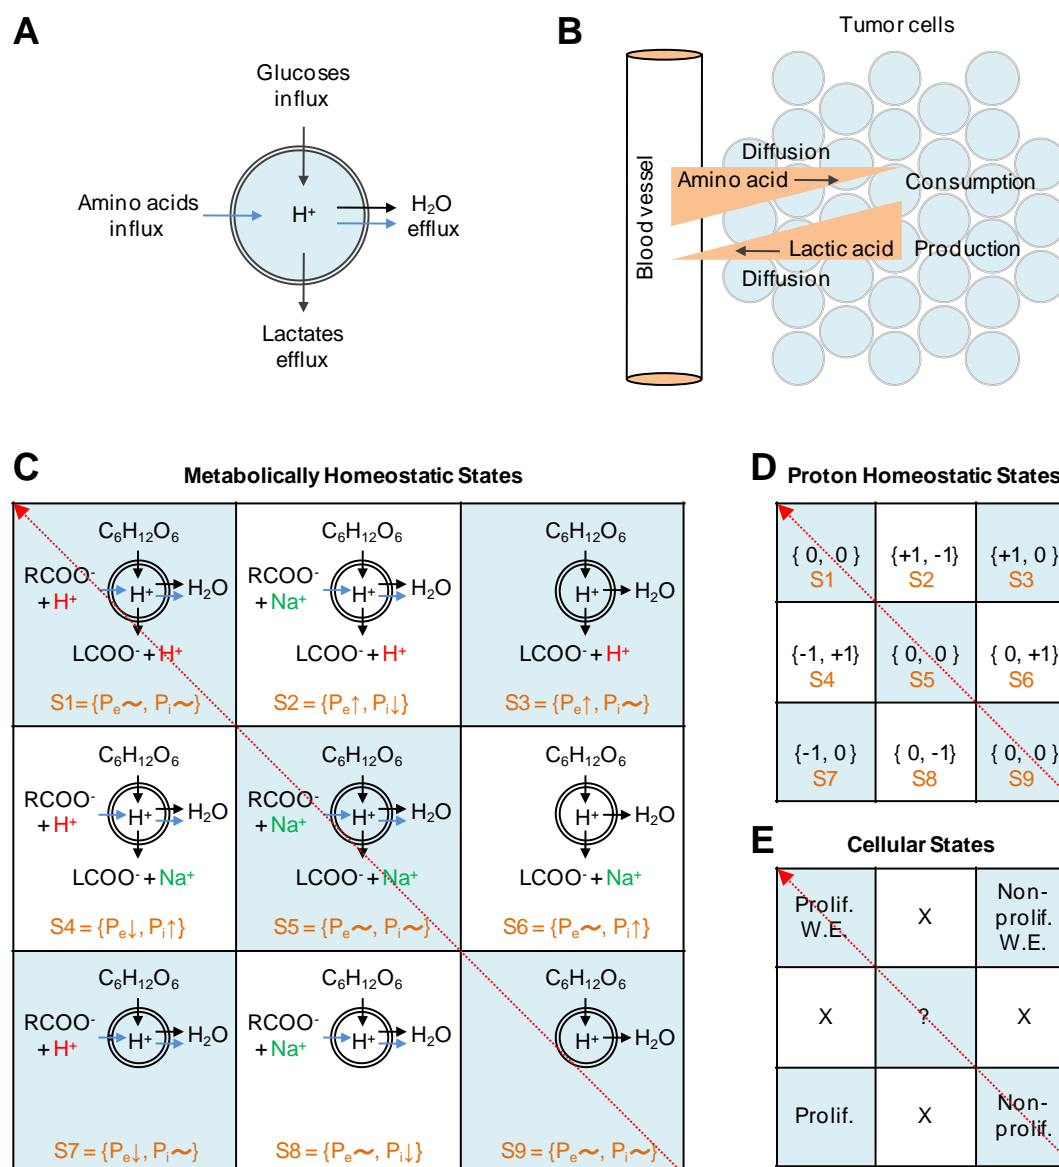 A
Glucoses
influx
Amino acids
influx
H⁺
H₂O
efflux
Lactates
efflux
B
Tumor cells
Blood vessel
Diffusion
Amino acid
Consumption
Lactic acid
Production
Diffusion
C
Metabolically Homeostatic States
C₆H₁₂O₆
RCOO⁻
+ H⁺
H⁺
H₂O
LCOO⁻ + H⁺
S1 = {Pₑ～, Pᵢ～}
C₆H₁₂O₆
RCOO⁻
+ Na⁺
H⁺
H₂O
LCOO⁻ + H⁺
S2 = {Pₑ↑, Pᵢ↓}
C₆H₁₂O₆
H⁺
H₂O
LCOO⁻ + H⁺
S3 = {Pₑ↑, Pᵢ～}
C₆H₁₂O₆
RCOO⁻
+ H⁺
H⁺
H₂O
LCOO⁻ + Na⁺
S4 = {Pₑ↓, Pᵢ↑}
C₆H₁₂O₆
RCOO⁻
+ Na⁺
H⁺
H₂O
LCOO⁻ + Na⁺
S5 = {Pₑ～, Pᵢ～}
C₆H₁₂O₆
H⁺
H₂O
LCOO⁻ + Na⁺
S6 = {Pₑ～, Pᵢ↑}
C₆H₁₂O₆
RCOO⁻
+ H⁺
H⁺
H₂O
S7 = {Pₑ↓, Pᵢ～}
C₆H₁₂O₆
RCOO⁻
+ Na⁺
H⁺
H₂O
S8 = {Pₑ～, Pᵢ↓}
C₆H₁₂O₆
H⁺
H₂O
S9 = {Pₑ～, Pᵢ～}
D
Proton Homeostatic States
{ 0, 0 }
S1
{+1, -1}
S2
{+1, 0 }
S3
{-1, +1}
S4
{ 0, 0 }
S5
{ 0, +1}
S6
{-1, 0 }
S7
{ 0, -1}
S8
{ 0, 0 }
S9
E
Cellular States
Prolif.
W.E.
X
Non-
prolif.
W.E.
X
?
X
Prolif.
X
Non-
prolif.